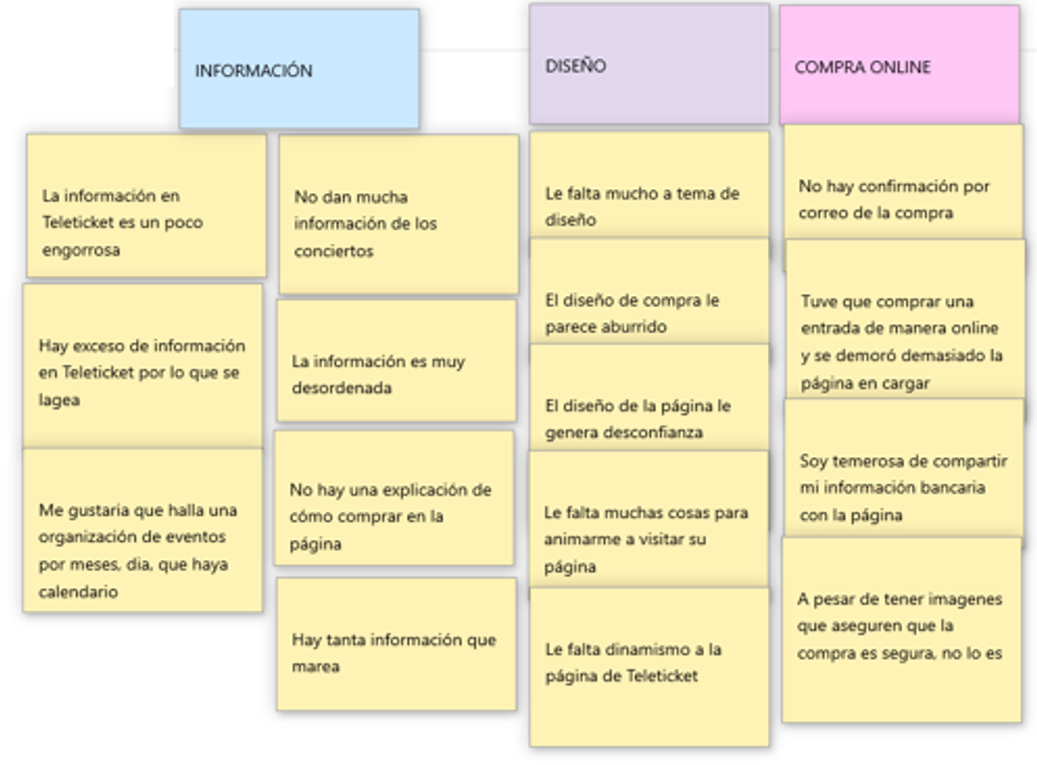 INFORMACIÓN
La información en
Teleticket es un poco
engorrosa
Hay exceso de información
en Teleticket por lo que se
lagea
Me gustaria que halla una
organización de eventos
por meses, dia, que haya
calendario
No dan mucha
información de los
conciertos
La información es muy
desordenada
No hay una explicación de
cómo comprar en la
página
Hay tanta información que
marea
DISEÑO
Le falta mucho a tema de
diseño
El diseño de compra le
parece aburrido
El diseño de la página le
genera desconfianza
Le falta muchas cosas para
animarme a visitar su
página
Le falta dinamismo a la
página de Teleticket
COMPRA ONLINE
No hay confirmación por
correo de la compra
Tuve que comprar una
entrada de manera online
y se demoró demasiado la
página en cargar
Soy temerosa de compartir
mi información bancaria
con la página
A pesar de tener imagenes
que aseguren que la
compra es segura, no lo es